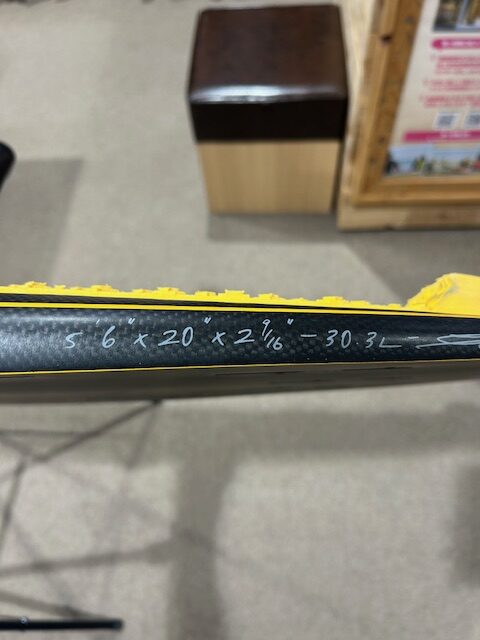 5'6" x 20" x 2 9/16" - 30.3L